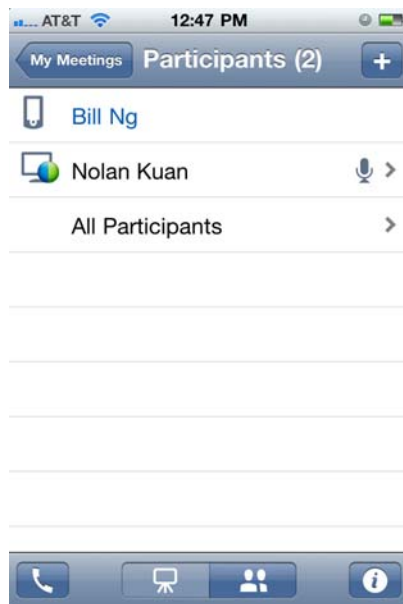 AT&T 12:47 PM
My Meetings Participants (2) +
Bill Ng
Nolan Kuan
All Participants